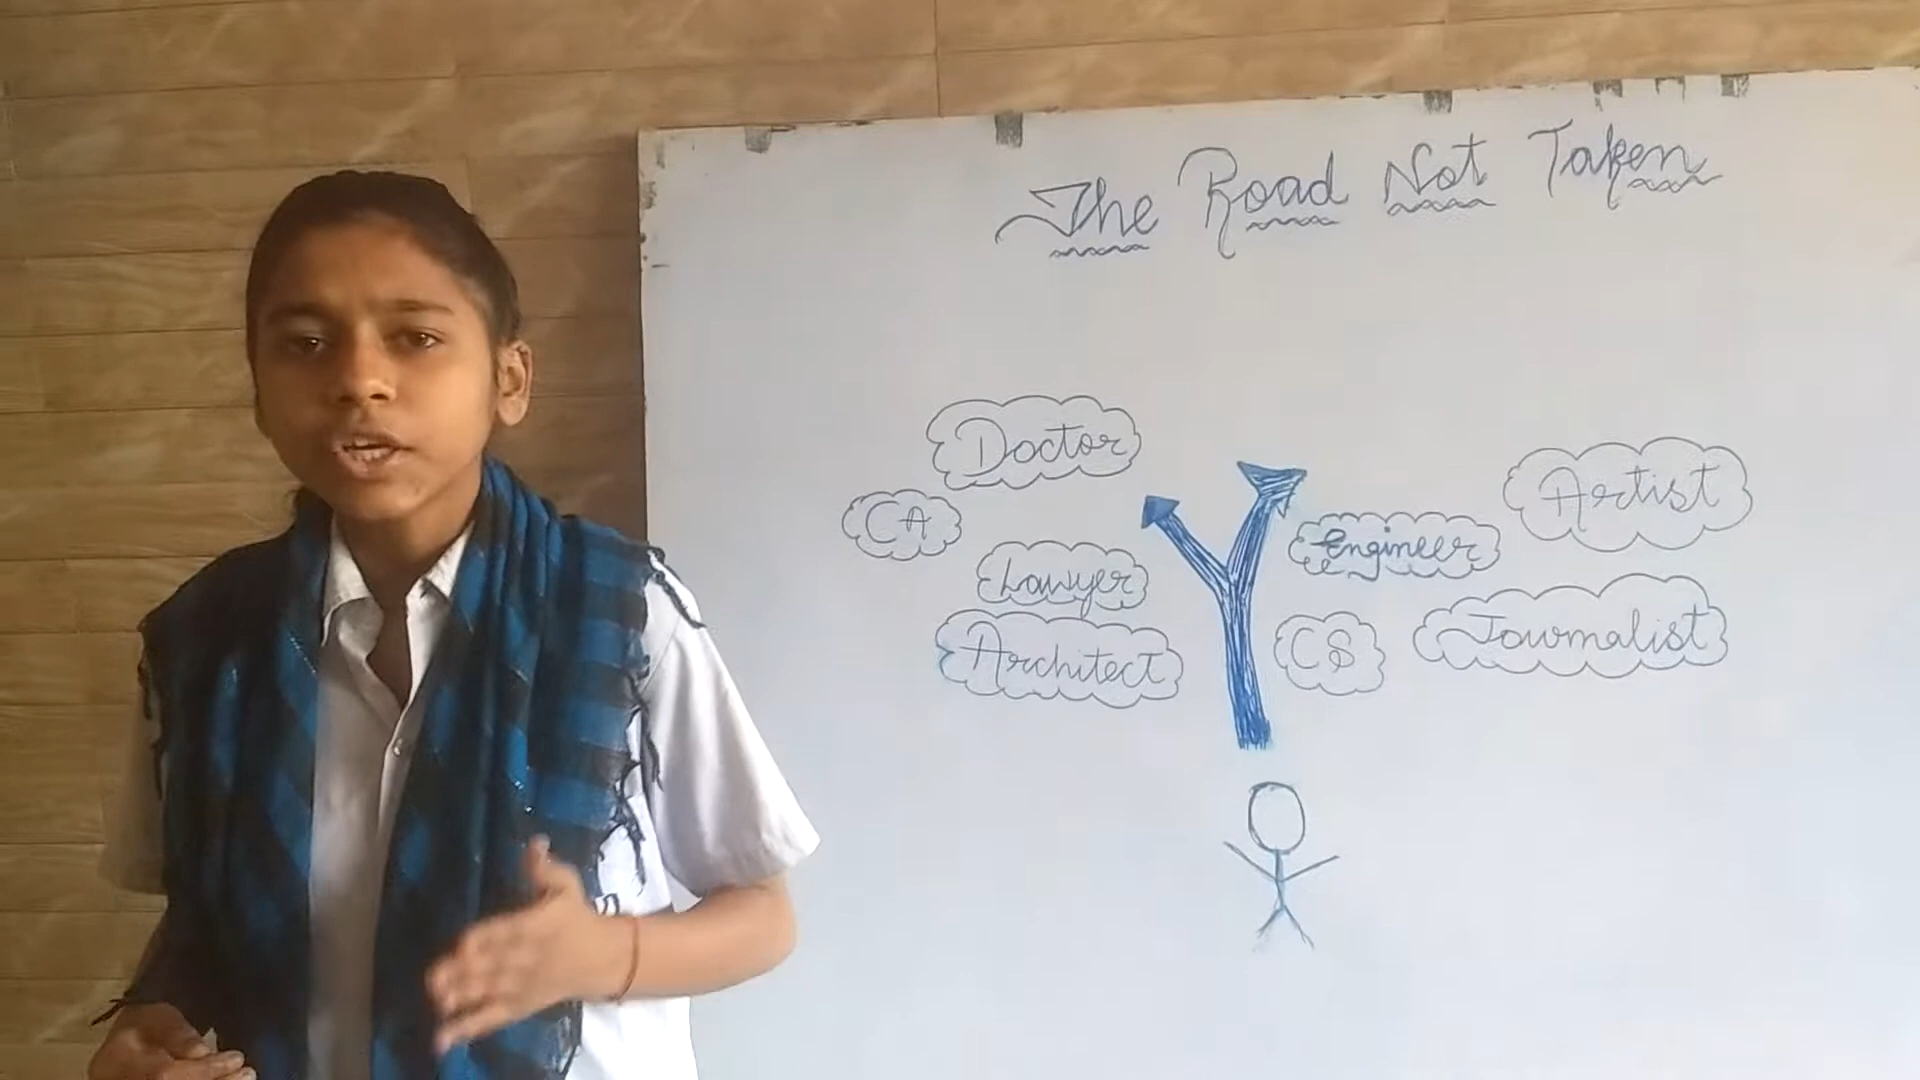 The Road Not Taken
Doctor
CA
Lawyer
Architect
Artist
Engineer
CS
Journalist